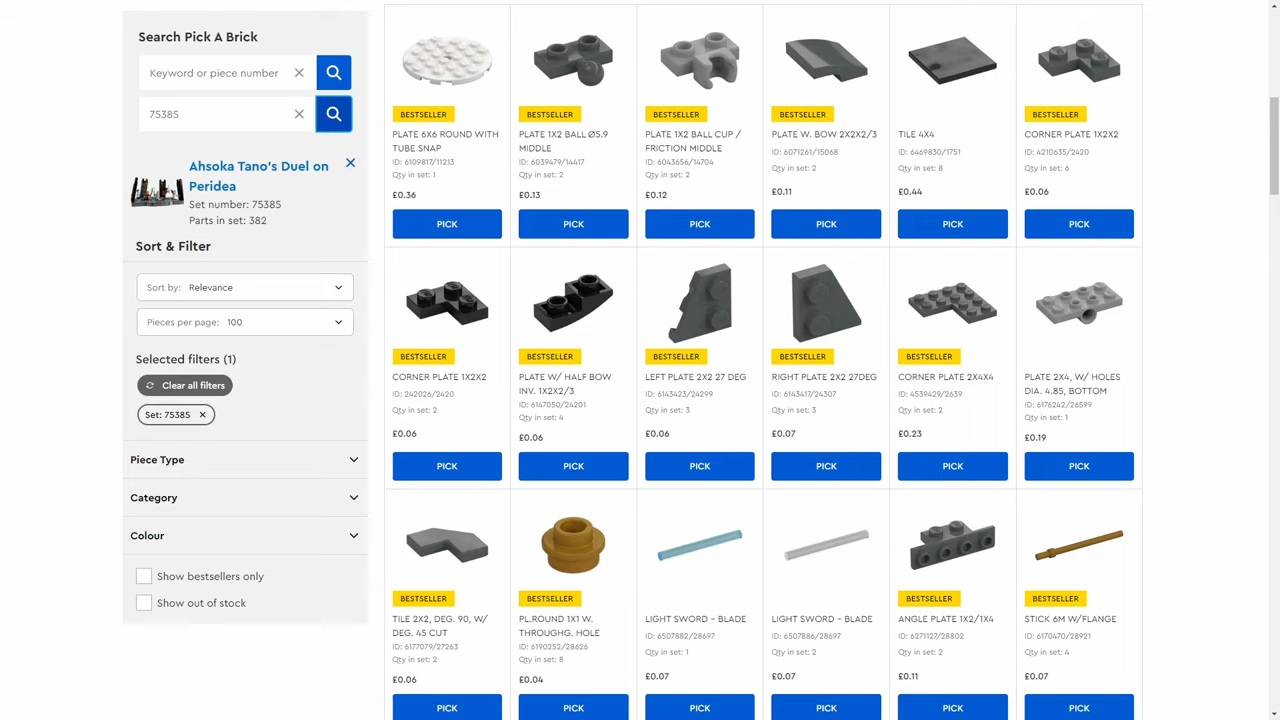 Search Pick A Brick
Keyword or piece number
75385
Ahsoka Tano's Duel on
Peridea
Set number: 75385
Parts in set: 382
Sort & Filter
Sort by: Relevance
Pieces per page: 100
Selected filters (1)
Clear all filters
Set: 75385
Piece Type
Category
Colour
Show bestsellers only
Show out of stock
BESTSELLER
PLATE 6X6 ROUND WITH
TUBE SNAP
ID: 6109817/11213
Qty in set: 1
£0.36
PICK
BESTSELLER
PLATE 1X2 BALL Ø5.9
MIDDLE
ID: 6039479/14417
Qty in set: 2
£0.13
PICK
BESTSELLER
PLATE 1X2 BALL CUP /
FRICTION MIDDLE
ID: 6043656/14704
Qty in set: 2
£0.12
PICK
BESTSELLER
PLATE W. BOW 2X2X2/3
ID: 6071261/15068
Qty in set: 2
£0.11
PICK
TILE 4X4
ID: 6469830/1751
Qty in set: 8
£0.44
PICK
BESTSELLER
CORNER PLATE 1X2X2
ID: 4210635/2420
Qty in set: 6
£0.06
PICK
BESTSELLER
CORNER PLATE 1X2X2
ID: 242026/2420
Qty in set: 2
£0.06
PICK
BESTSELLER
PLATE W/ HALF BOW
INV. 1X2X2/3
ID: 6147050/24201
Qty in set: 4
£0.06
PICK
BESTSELLER
LEFT PLATE 2X2 27 DEG
ID: 6143423/24299
Qty in set: 3
£0.06
PICK
BESTSELLER
RIGHT PLATE 2X2 27DEG
ID: 6143417/24307
Qty in set: 3
£0.07
PICK
BESTSELLER
CORNER PLATE 2X4X4
ID: 4539429/2639
Qty in set: 2
£0.23
PICK
BESTSELLER
PLATE 2X4, W/ HOLES
DIA. 4.85, BOTTOM
ID: 6176242/26599
Qty in set: 1
£0.19
PICK
BESTSELLER
TILE 2X2, DEG. 90, W/
DEG. 45 CUT
ID: 6177079/27263
Qty in set: 2
£0.06
PICK
BESTSELLER
PL.ROUND 1X1 W.
THROUGHG. HOLE
ID: 6190252/28626
Qty in set: 8
£0.04
PICK
BESTSELLER
LIGHT SWORD - BLADE
ID: 6507882/28697
Qty in set: 1
£0.07
PICK
BESTSELLER
LIGHT SWORD - BLADE
ID: 6507886/28697
Qty in set: 2
£0.07
PICK
BESTSELLER
ANGLE PLATE 1X2/1X4
ID: 6271127/28802
Qty in set: 2
£0.11
PICK
BESTSELLER
STICK 6M W/FLANGE
ID: 6170470/28921
Qty in set: 4
£0.07
PICK